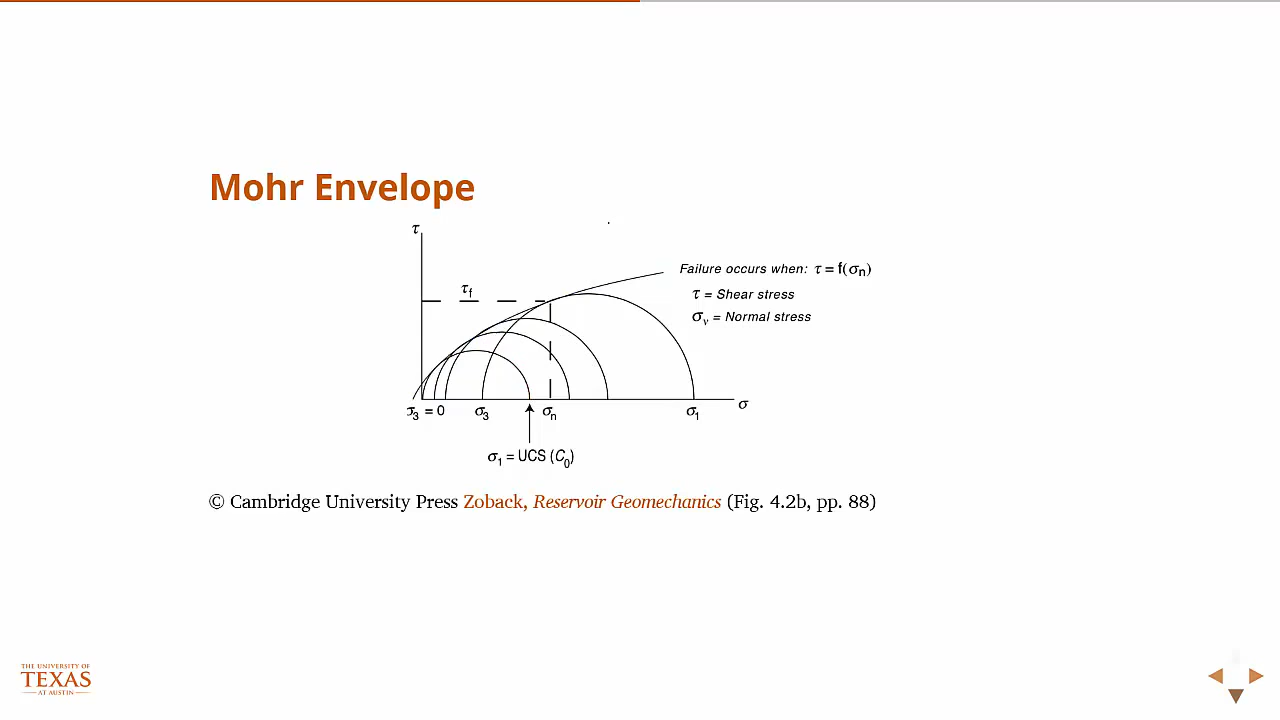 Mohr Envelope
τ
τf
Failure occurs when: τ = f(σn)
τ = Shear stress
σν = Normal stress
σ3 = 0 σ3 σn σ1 σ
σ1 = UCS (C0)
© Cambridge University Press Zoback, Reservoir Geomechanics (Fig. 4.2b, pp. 88)
THE UNIVERSITY OF
TEXAS
AT AUSTIN